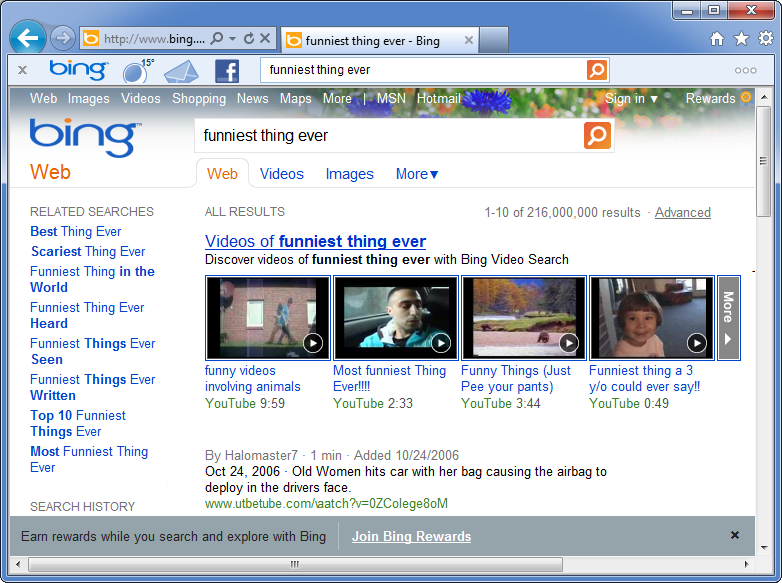 http://www.bing....
funniest thing ever - Bing
bing
15°
funniest thing ever
Web Images Videos Shopping News Maps More | MSN Hotmail
Sign in ▼ Rewards
bing™
funniest thing ever
Web
Web Videos Images More▼
RELATED SEARCHES
Best Thing Ever
Scariest Thing Ever
Funniest Thing in the
World
Funniest Thing Ever
Heard
Funniest Things Ever
Seen
Funniest Things Ever
Written
Top 10 Funniest
Things Ever
Most Funniest Thing
Ever
SEARCH HISTORY
ALL RESULTS
1-10 of 216,000,000 results · Advanced
Videos of funniest thing ever
Discover videos of funniest thing ever with Bing Video Search
More
funny videos
involving animals
YouTube 9:59
Most funniest Thing
Ever!!!!
YouTube 2:33
Funny Things (Just
Pee your pants)
YouTube 3:44
Funniest thing a 3
y/o could ever say!!
YouTube 0:49
By Halomaster7 · 1 min · Added 10/24/2006
Oct 24, 2006 · Old Women hits car with her bag causing the airbag to
deploy in the drivers face.
www.utbetube.com/\aatch?v=0ZColege8oM
Earn rewards while you search and explore with Bing
Join Bing Rewards